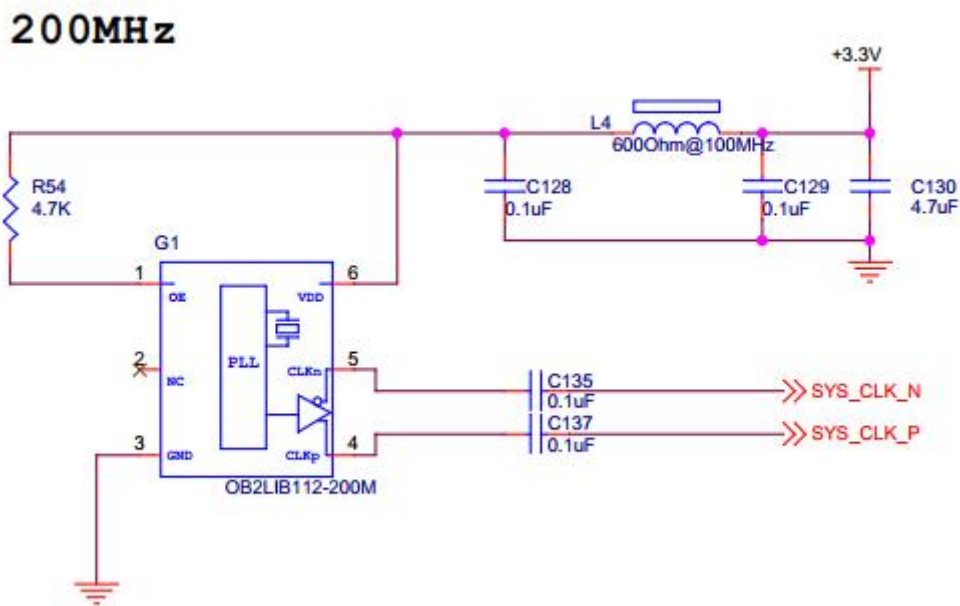 200MHz
+3.3V
L4
600Ohm@100MHz
R54
4.7K
C128
0.1uF
C129
0.1uF
C130
4.7uF
G1
1
OE
6
VDD
2
NC
PLL
5
CLKn
3
GND
4
CLKp
OB2LIB112-200M
C135
0.1uF
SYS_CLK_N
C137
0.1uF
SYS_CLK_P